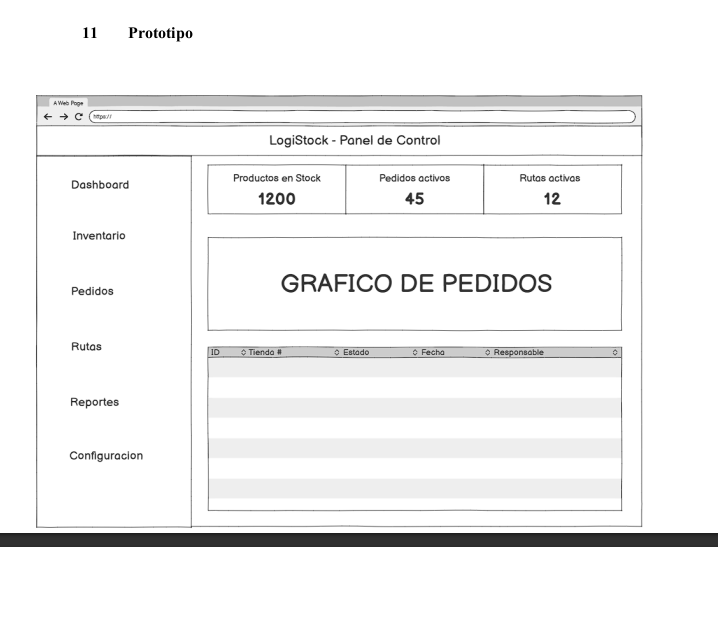 11 Prototipo
A Web Page
https://
LogiStock - Panel de Control
Dashboard
Inventario
Pedidos
Rutas
Reportes
Configuracion
Productos en Stock Pedidos activos Rutas activas
1200 45 12
GRAFICO DE PEDIDOS
ID Tienda # Estado Fecha Responsable